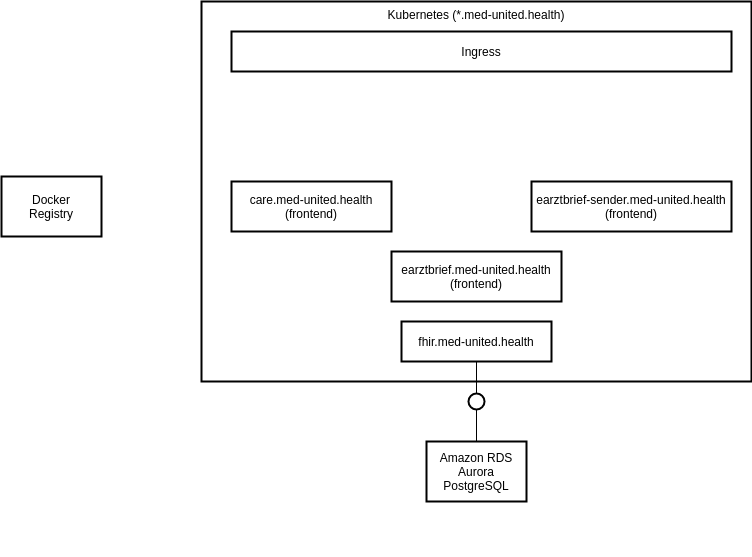 Kubernetes (*.med-united.health)
Ingress
Docker
Registry
care.med-united.health
(frontend)
earztbrief-sender.med-united.health
(frontend)
earztbrief.med-united.health
(frontend)
fhir.med-united.health
Amazon RDS
Aurora
PostgreSQL